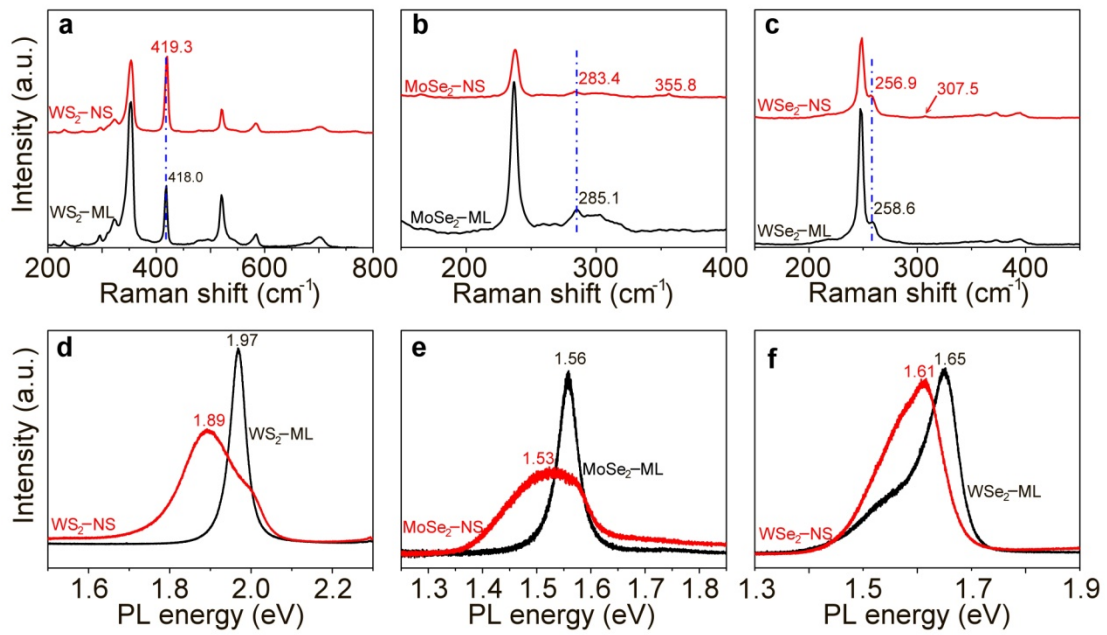 a
419.3
WS₂–NS
WS₂–ML
418.0
200 400 600 800
Raman shift (cm⁻¹)
Intensity (a.u.)
b
MoSe₂–NS
283.4
355.8
MoSe₂–ML
285.1
200 300 400
Raman shift (cm⁻¹)
c
WSe₂–NS
256.9
307.5
WSe₂–ML
258.6
200 300 400
Raman shift (cm⁻¹)
d
1.97
1.89
WS₂–ML
WS₂–NS
1.6 1.8 2.0 2.2
PL energy (eV)
Intensity (a.u.)
e
1.56
1.53
MoSe₂–ML
MoSe₂–NS
1.3 1.4 1.5 1.6 1.7 1.8
PL energy (eV)
f
1.61
1.65
WSe₂–ML
WSe₂–NS
1.3 1.5 1.7 1.9
PL energy (eV)